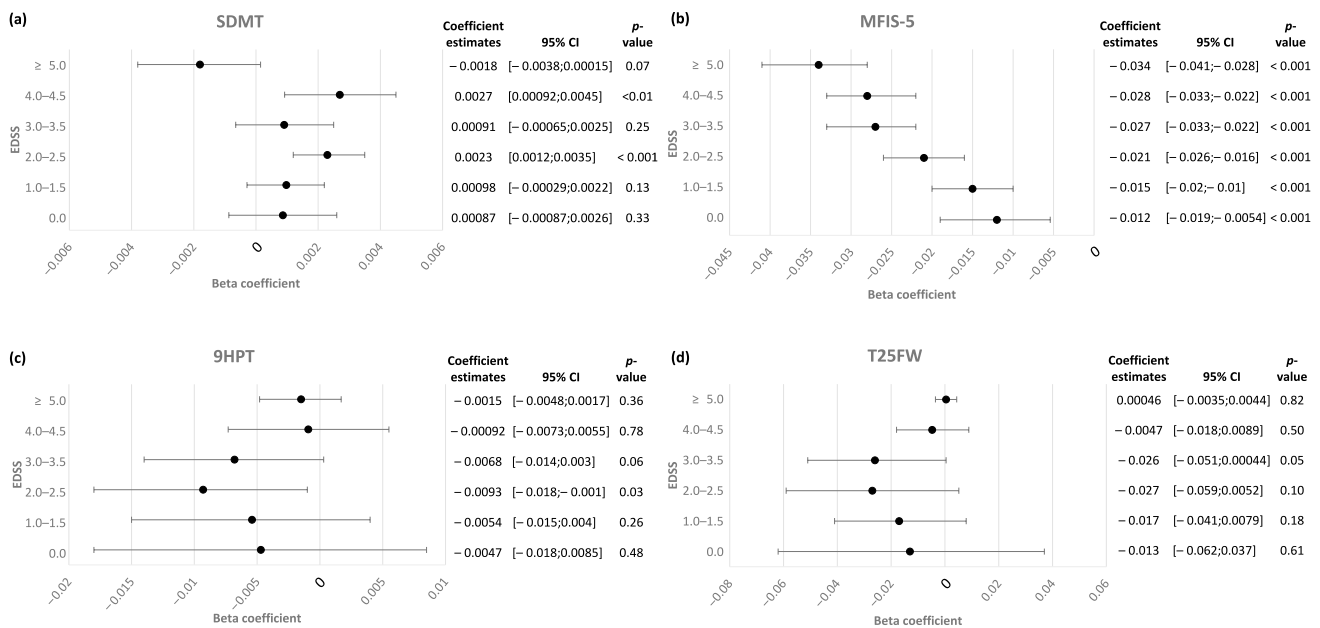 (a) SDMT
Coefficient estimates 95% CI p-value
EDSS
≥ 5.0 − 0.0018 [− 0.0038;0.00015) 0.07
4.0–4.5 0.0027 [0.00092;0.0045] <0.01
3.0–3.5 0.00091 [− 0.00065;0.0025] 0.25
2.0–2.5 0.0023 [0.0012;0.0035] < 0.001
1.0–1.5 0.00098 [− 0.00029;0.0022] 0.13
0.0 0.00087 [− 0.00087;0.0026] 0.33
−0.006 −0.004 −0.002 0 0.002 0.004 0.006
Beta coefficient
(b) MFIS-5
Coefficient estimates 95% CI p-value
EDSS
≥ 5.0 − 0.034 [− 0.041;− 0.028] < 0.001
4.0–4.5 − 0.028 [− 0.033;− 0.022] < 0.001
3.0–3.5 − 0.027 [− 0.033;− 0.022] < 0.001
2.0–2.5 − 0.021 [− 0.026;− 0.016] < 0.001
1.0–1.5 − 0.015 [− 0.02;− 0.01] < 0.001
0.0 − 0.012 [− 0.019;− 0.0054] < 0.001
−0.045 −0.04 −0.035 −0.03 −0.025 −0.02 −0.015 −0.01 −0.005 0
Beta coefficient
(c) 9HPT
Coefficient estimates 95% CI p-value
EDSS
≥ 5.0 − 0.0015 [− 0.0048;0.0017] 0.36
4.0–4.5 − 0.00092 [− 0.0073;0.0055] 0.78
3.0–3.5 − 0.0068 [− 0.014;0.003] 0.06
2.0–2.5 − 0.0093 [− 0.018;− 0.001] 0.03
1.0–1.5 − 0.0054 [− 0.015;0.004] 0.26
0.0 − 0.0047 [− 0.018;0.0085] 0.48
−0.02 −0.015 −0.01 −0.005 0 0.005 0.01
Beta coefficient
(d) T25FW
Coefficient estimates 95% CI p-value
EDSS
≥ 5.0 0.00046 [− 0.0035;0.0044] 0.82
4.0–4.5 − 0.0047 [− 0.018;0.0089] 0.50
3.0–3.5 − 0.026 [− 0.051;0.00044] 0.05
2.0–2.5 − 0.027 [− 0.059;0.0052] 0.10
1.0–1.5 − 0.017 [− 0.041;0.0079] 0.18
0.0 − 0.013 [− 0.062;0.037] 0.61
−0.08 −0.06 −0.04 −0.02 0 0.02 0.04 0.06
Beta coefficient